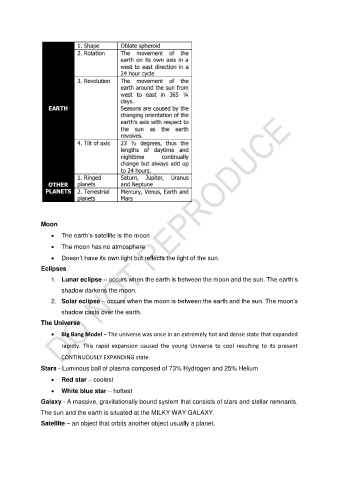 1. Shape Oblate spheroid
2. Rotation The movement of the
earth on its own axis in a
west to east direction in a
24 hour cycle
3. Revolution The movement of the
earth around the sun from
west to east in 365 ¼
days.
EARTH Seasons are caused by the
changing orientation of the
earth's axis with respect to
the sun as the earth
revolves.
4. Tilt of axis 23 ½ degrees, thus the
lengths of daytime and
nighttime continually
change but always add up
to 24 hours.
OTHER PLANETS 1. Ringed planets Saturn, Jupiter, Uranus
and Neptune
2. Terrestrial planets Mercury, Venus, Earth and
Mars
Moon
• The earth's satellite is the moon
• The moon has no atmosphere
• Doesn't have its own light but reflects the light of the sun.
Eclipses
1. Lunar eclipse – occurs when the earth is between the moon and the sun. The earth's
shadow darkens the moon.
2. Solar eclipse – occurs when the moon is between the earth and the sun. The moon's
shadow casts over the earth.
The Universe
• Big Bang Model – The universe was once in an extremely hot and dense state that expanded
rapidly. This rapid expansion caused the young Universe to cool resulting to its present
CONTINUOUSLY EXPANDING state.
Stars - Luminous ball of plasma composed of 73% Hydrogen and 25% Helium
• Red star – coolest
• White blue star – hottest
Galaxy - A massive, gravitationally bound system that consists of stars and stellar remnants.
The sun and the earth is situated at the MILKY WAY GALAXY.
Satellite – an object that orbits another object usually a planet.
DO NOT REPRODUCE